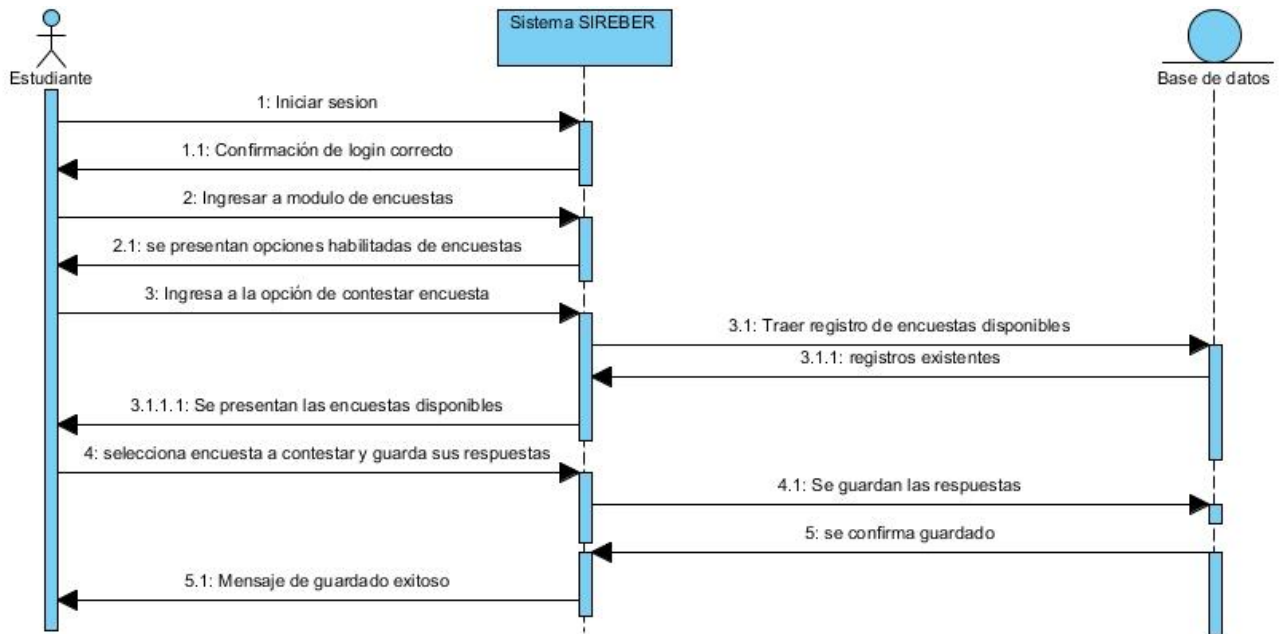 Estudiante
Sistema SIREBER
Base de datos
1: Iniciar sesion
1.1: Confirmación de login correcto
2: Ingresar a modulo de encuestas
2.1: se presentan opciones habilitadas de encuestas
3: Ingresa a la opción de contestar encuesta
3.1: Traer registro de encuestas disponibles
3.1.1: registros existentes
3.1.1.1: Se presentan las encuestas disponibles
4: selecciona encuesta a contestar y guarda sus respuestas
4.1: Se guardan las respuestas
5: se confirma guardado
5.1: Mensaje de guardado exitoso